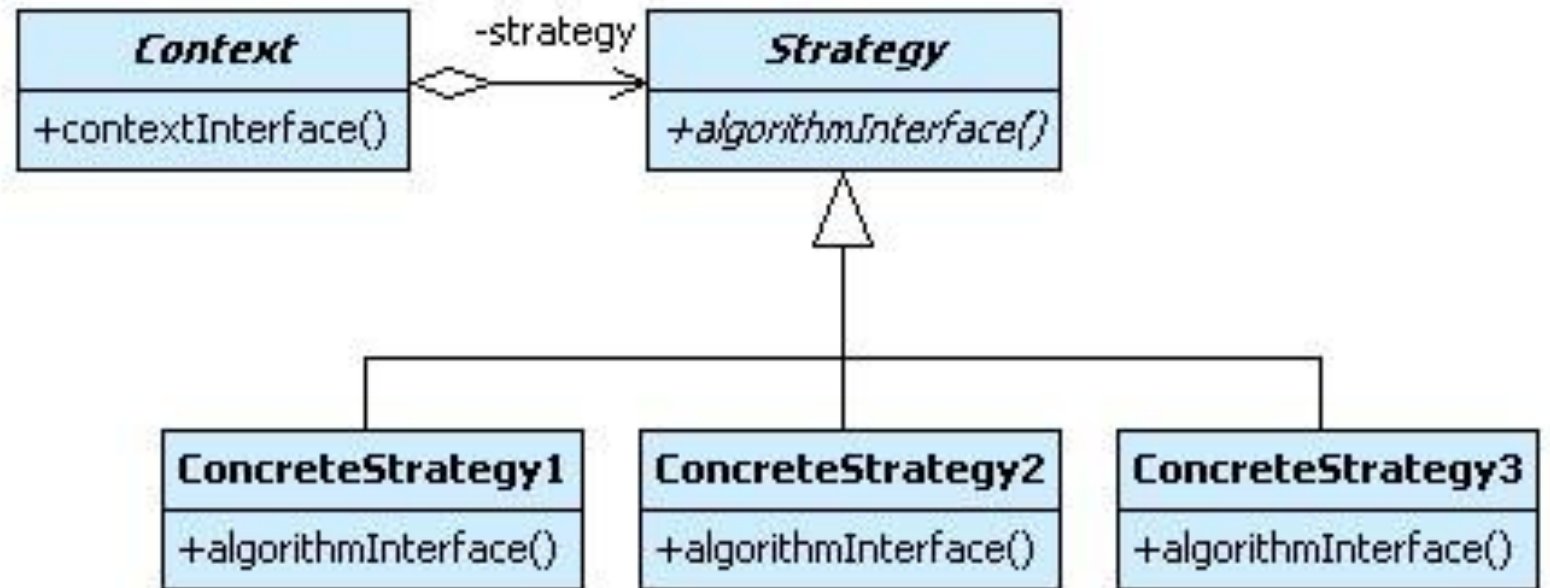 Context
-strategy
Strategy
+contextInterface()
+algorithmInterface()
ConcreteStrategy1
ConcreteStrategy2
ConcreteStrategy3
+algorithmInterface()
+algorithmInterface()
+algorithmInterface()